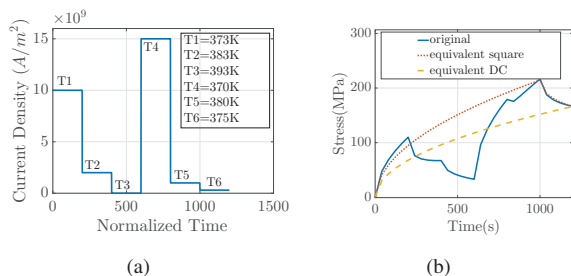 ×10⁹
15
10
5
0
Current Density (A/m²)
T1
T2
T3
T4
T5
T6
T1=373K
T2=383K
T3=393K
T4=370K
T5=380K
T6=375K
0 500 1000 1500
Normalized Time
(a)
300
200
100
0
Stress(MPa)
original
equivalent square
equivalent DC
0 500 1000
Time(s)
(b)